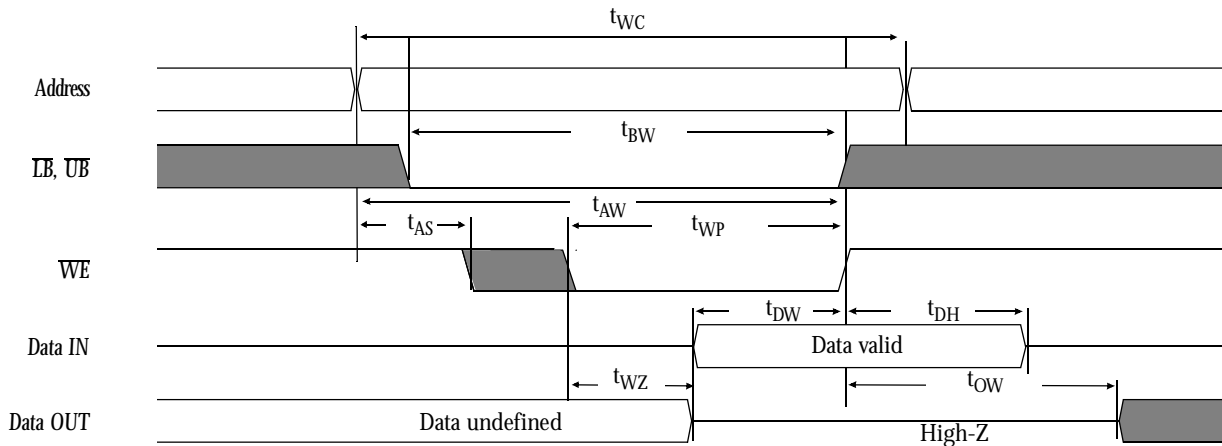 tWC
Address
tBW
LB, UB
tAW
tAS
tWP
WE
tDW
tDH
Data IN
Data valid
tWZ
tOW
Data OUT
Data undefined
High-Z